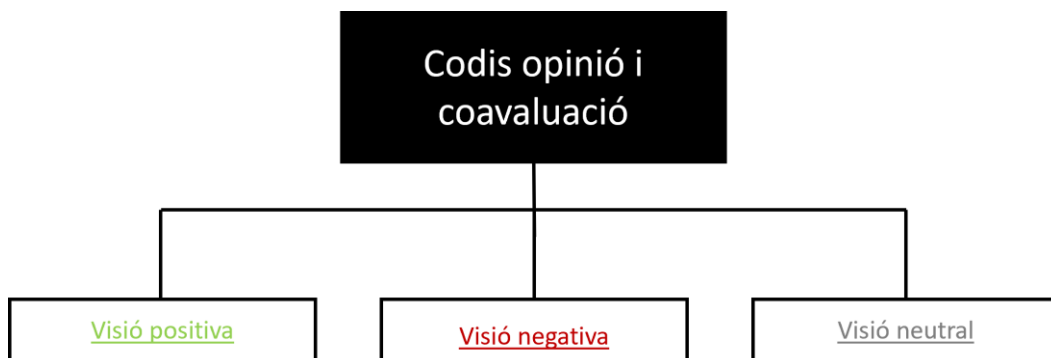 Codis opinió i
coavaluació
Visió positiva
Visió negativa
Visió neutral